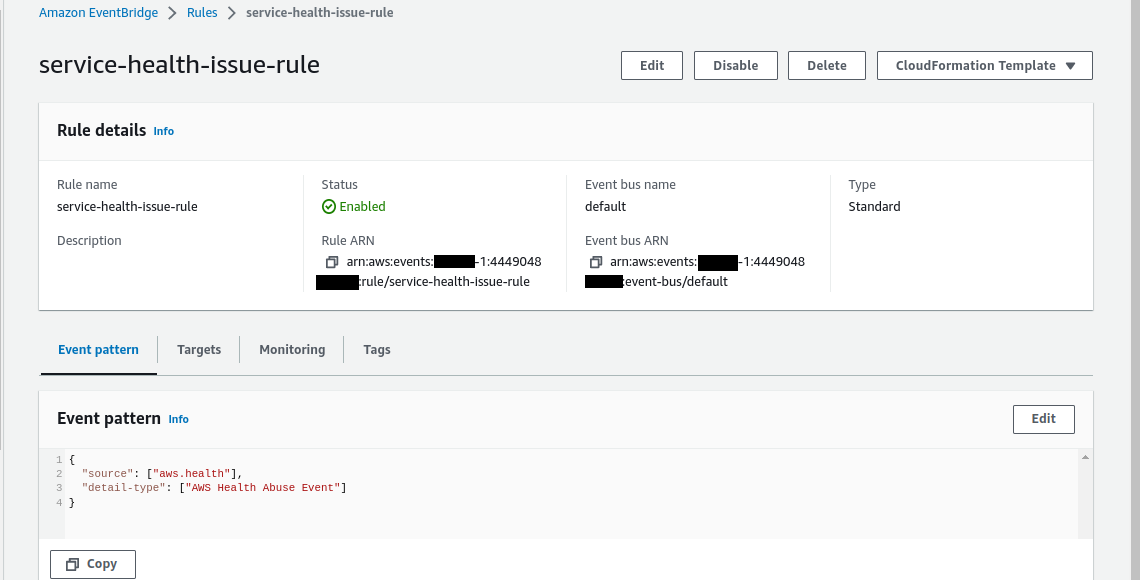 Amazon EventBridge > Rules > service-health-issue-rule
service-health-issue-rule
Edit
Disable
Delete
CloudFormation Template
Rule details Info
Rule name
service-health-issue-rule
Description
Status
Enabled
Rule ARN
arn:aws:events: -1:4449048
:rule/service-health-issue-rule
Event bus name
default
Event bus ARN
arn:aws:events: -1:4449048
:event-bus/default
Type
Standard
Event pattern
Targets
Monitoring
Tags
Event pattern Info
Edit
1 {
2 "source": ["aws.health"],
3 "detail-type": ["AWS Health Abuse Event"]
4 }
Copy